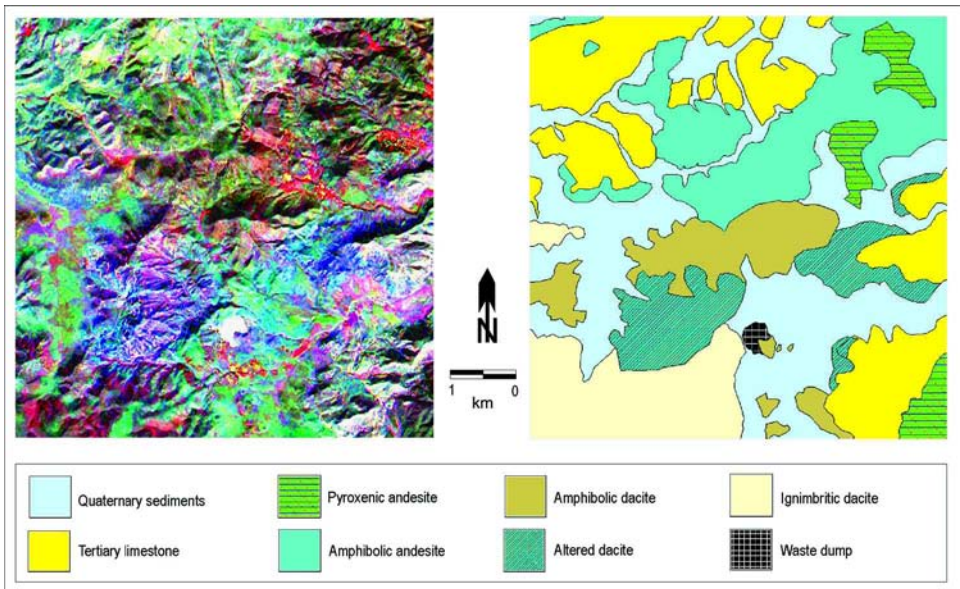 N
1 0
km
Quaternary sediments
Pyroxenic andesite
Amphibolic dacite
Ignimbritic dacite
Tertiary limestone
Amphibolic andesite
Altered dacite
Waste dump